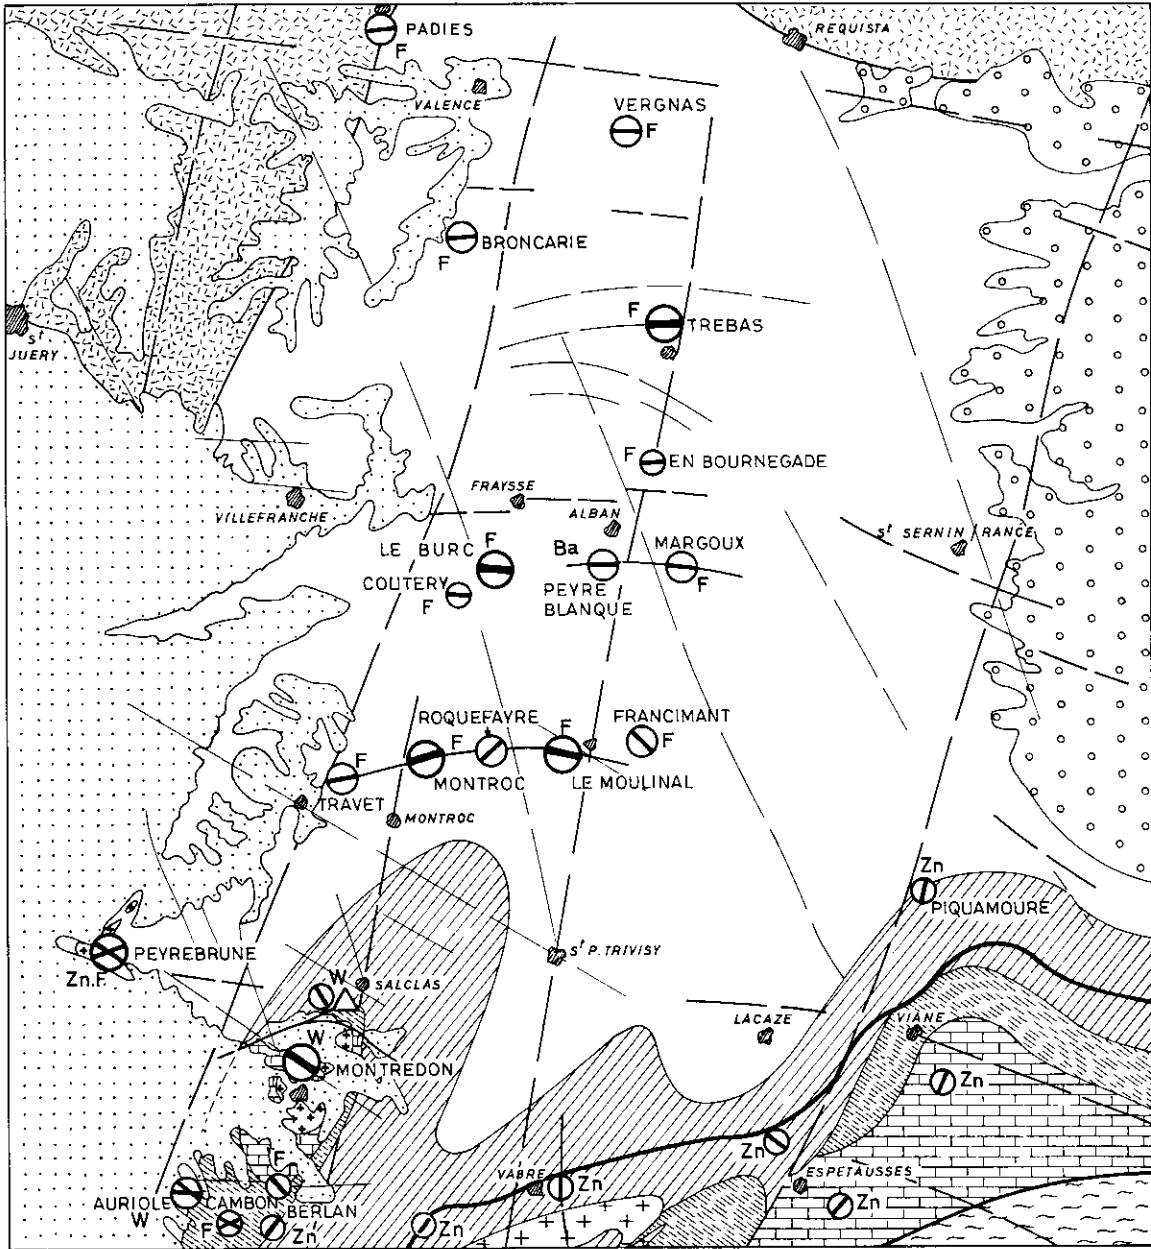 PADIES
F
REQUISTA
VALENCE
VERGNAS
F
BRONCARIE
F
F
TREBAS
St
JUERY
F
EN BOURNEGADE
FRAYSSE
VILLEFRANCHE
ALBAN
St SERNIN / RANCE
LE BURC
F
Ba
MARGOUX
COUTERY
F
PEYRE
BLANQUE
F
ROQUEFAYRE
F
F
FRANCIMANT
F
F
MONTROC
LE MOULINAL
TRAVET
MONTROC
Zn
PIQUAMOURE
PEYREBRUNE
Zn.F
St P. TRIVISY
W
SALCLAS
LACAZE
VIANE
W
MONTREDON
Zn
Zn
F
VABRE
Zn
ESPETAUSSES
AURIOLE
CAMBON
BERLAN
W
F
Zn
Zn
Zn